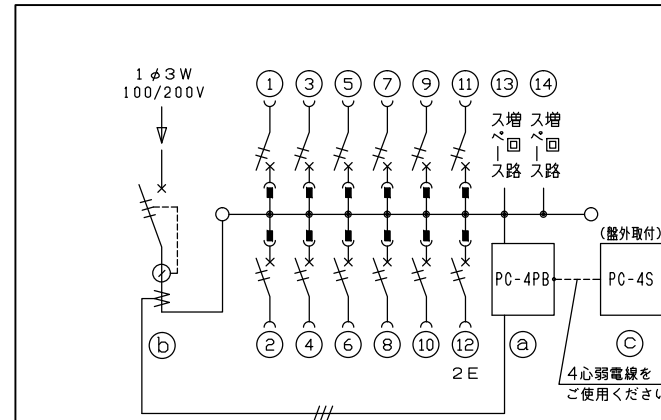 1φ3W
100/200V
① ③ ⑤ ⑦ ⑨ ⑪ ⑬ ⑭
増回路
スペース
増回路
スペース
(盤外取付)
PC-4PB
PC-4S
ⓑ
② ④ ⑥ ⑧ ⑩ ⑫ ⓐ ⓒ
2E
4心弱電線を
ご使用ください